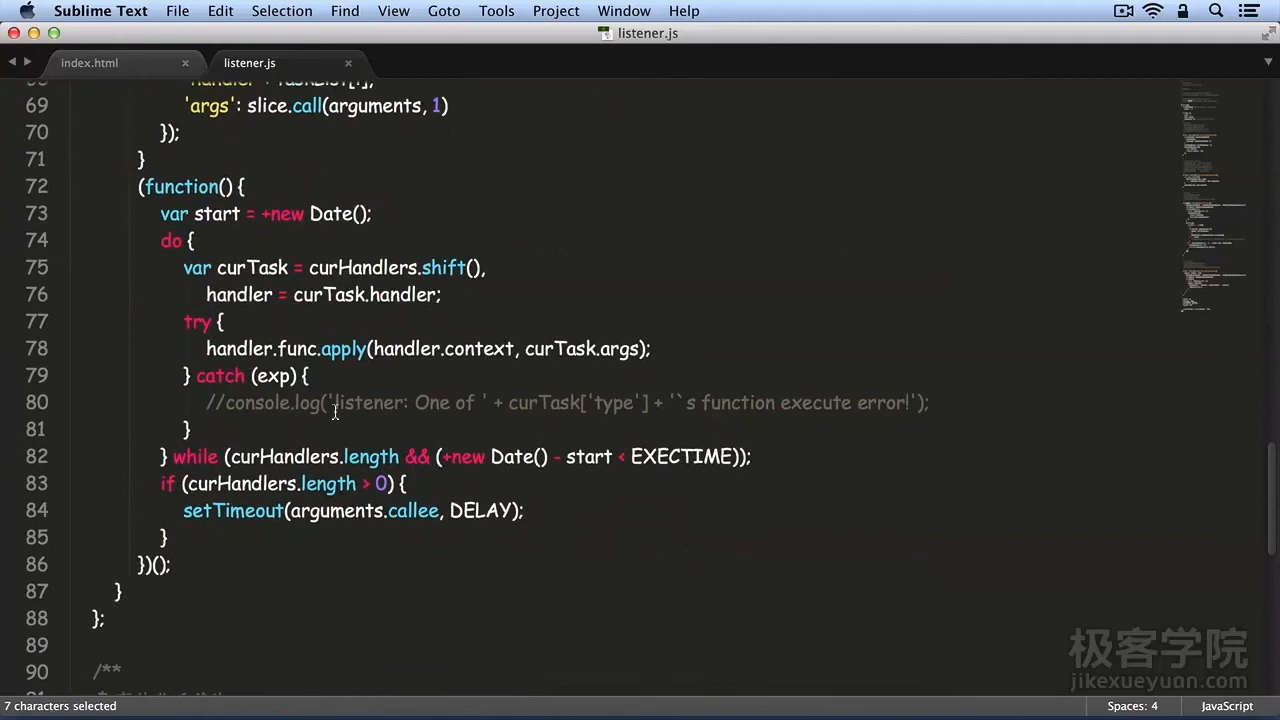 Sublime Text File Edit Selection Find View Goto Tools Project Window Help
listener.js
index.html × listener.js ×
69 'args': slice.call(arguments, 1)
70 });
71 }
72 (function() {
73 var start = +new Date();
74 do {
75 var curTask = curHandlers.shift(),
76 handler = curTask.handler;
77 try {
78 handler.func.apply(handler.context, curTask.args);
79 } catch (exp) {
80 //console.log('listener: One of ' + curTask['type'] + '`s function execute error!');
81 }
82 } while (curHandlers.length && (+new Date() - start < EXECTIME));
83 if (curHandlers.length > 0) {
84 setTimeout(arguments.callee, DELAY);
85 }
86 })();
87 }
88 };
89
90 /**
极客学院
jikexueyuan.com
7 characters selected Spaces: 4 JavaScript